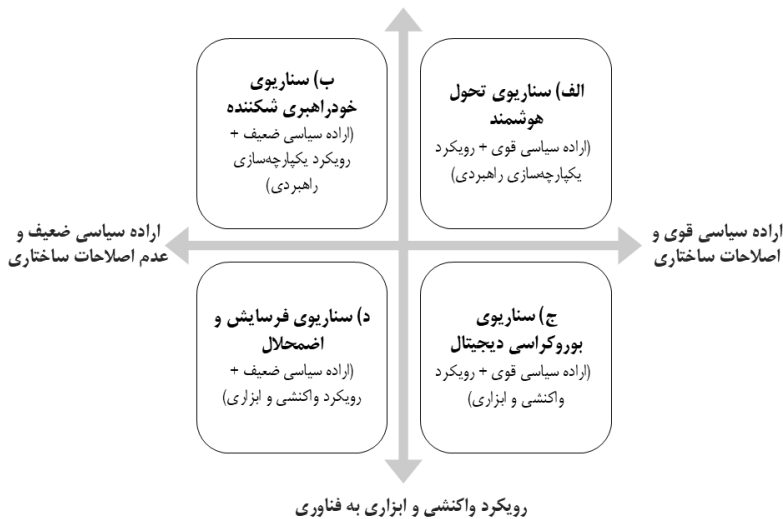 الف) سناریوی تحول
هوشمند
(اراده سیاسی قوی + رویکرد
یکپارچه‌سازی راهبردی)
ب) سناریوی
خودراهبری شکننده
(اراده سیاسی ضعیف +
رویکرد یکپارچه‌سازی
راهبردی)
اراده سیاسی قوی و
اصلاحات ساختاری
اراده سیاسی ضعیف و
عدم اصلاحات ساختاری
ج) سناریوی
بوروکراسی دیجیتال
(اراده سیاسی قوی + رویکرد
واکنشی و ابزاری)
د) سناریوی فرسایش و
اضمحلال
(اراده سیاسی ضعیف +
رویکرد واکنشی و ابزاری)
رویکرد واکنشی و ابزاری به فناوری